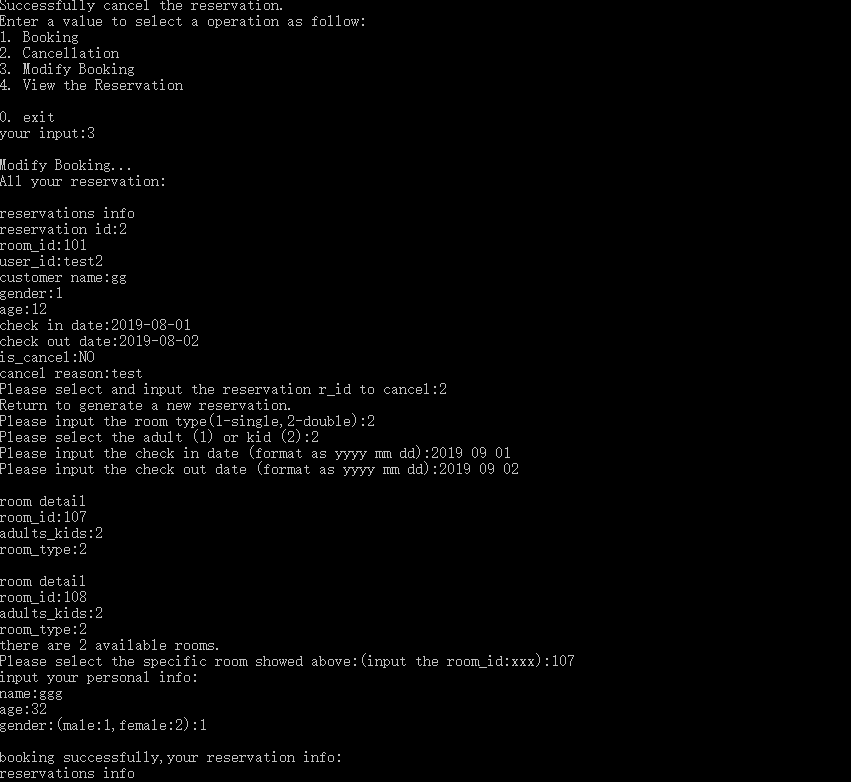 Successfully cancel the reservation.
Enter a value to select a operation as follow:
1. Booking
2. Cancellation
3. Modify Booking
4. View the Reservation
0. exit
your input:3
Modify Booking...
All your reservation:
reservations info
reservation id:2
room_id:101
user_id:test2
customer name:gg
gender:1
age:12
check in date:2019-08-01
check out date:2019-08-02
is_cancel:NO
cancel reason:test
Please select and input the reservation r_id to cancel:2
Return to generate a new reservation.
Please input the room type(1-single,2-double):2
Please select the adult (1) or kid (2):2
Please input the check in date (format as yyyy mm dd):2019 09 01
Please input the check out date (format as yyyy mm dd):2019 09 02
room detail
room_id:107
adults_kids:2
room_type:2
room detail
room_id:108
adults_kids:2
room_type:2
there are 2 available rooms.
Please select the specific room showed above:(input the room_id:xxx):107
input your personal info:
name:ggg
age:32
gender:(male:1,female:2):1
booking successfully,your reservation info:
reservations info